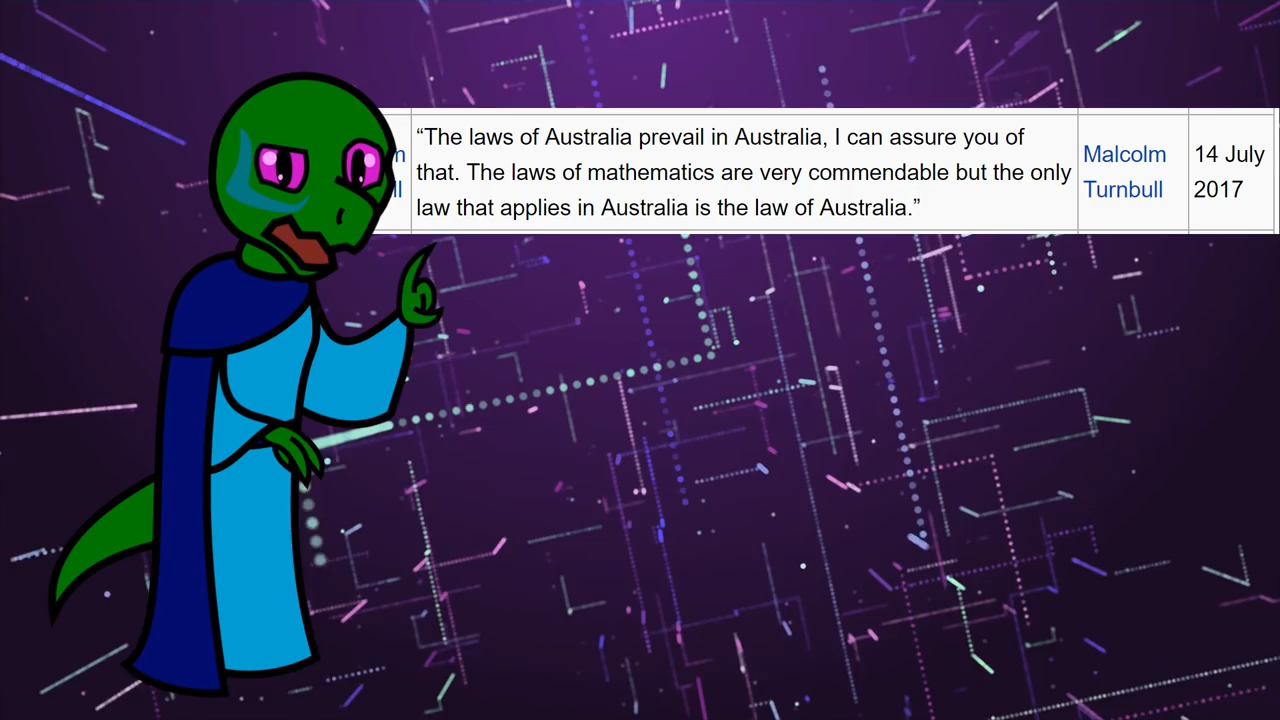 “The laws of Australia prevail in Australia, I can assure you of
that. The laws of mathematics are very commendable but the only
law that applies in Australia is the law of Australia.”
Malcolm
Turnbull
14 July
2017